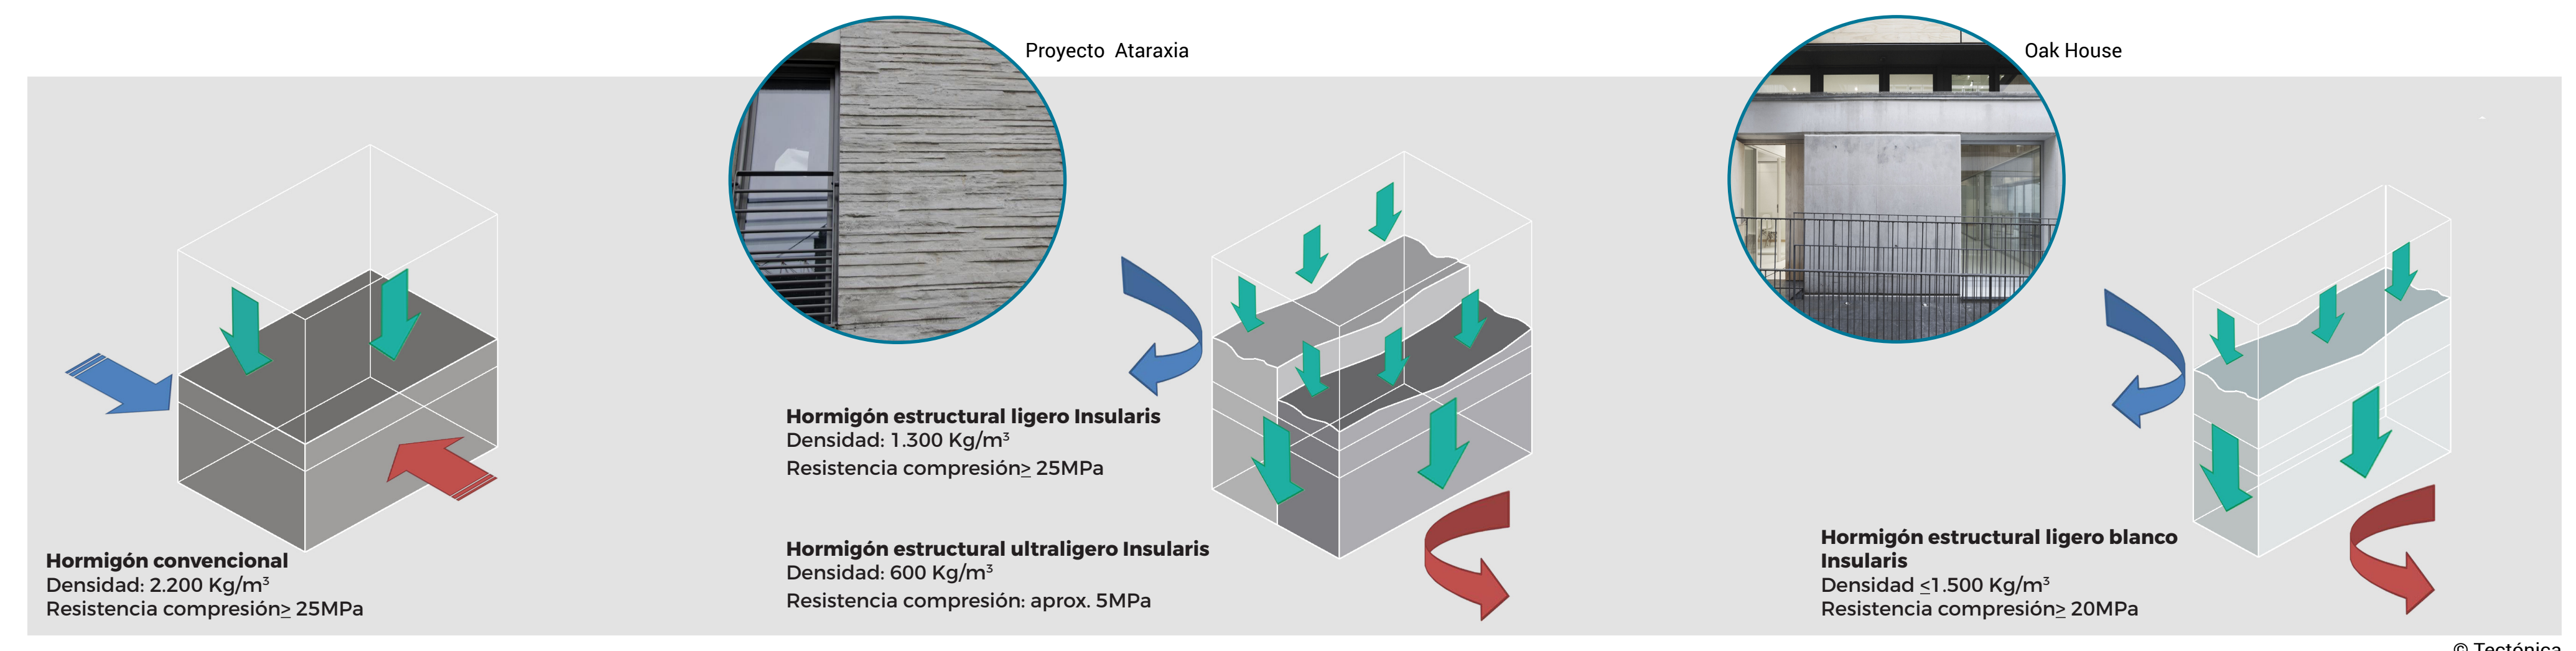 Proyecto Ataraxia
Oak House
Hormigón convencional
Densidad: 2.200 Kg/m³
Resistencia compresión≥ 25MPa
Hormigón estructural ligero Insularis
Densidad: 1.300 Kg/m³
Resistencia compresión≥ 25MPa
Hormigón estructural ultraligero Insularis
Densidad: 600 Kg/m³
Resistencia compresión: aprox. 5MPa
Hormigón estructural ligero blanco
Insularis
Densidad ≤1.500 Kg/m³
Resistencia compresión≥ 20MPa
© Tectónica